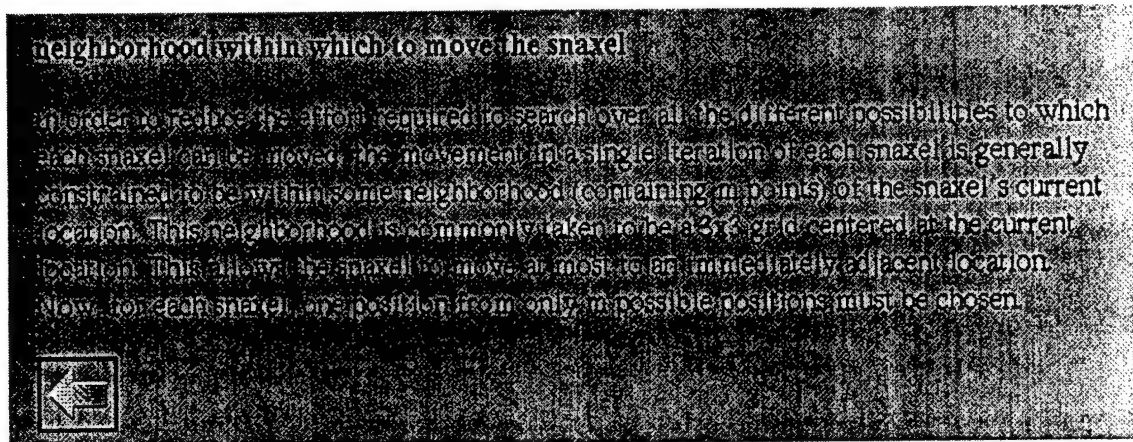 neighborhood within which to move the snaxel
In order to reduce the effort required to search over all the different possibilities to which
each snaxel can be moved, the movement in a single iteration of each snaxel is generally
constrained to be within some neighborhood (containing m points) of the snaxel's current
location. This neighborhood is commonly taken to be a 3x3 grid centered at the current
location. This allows the snaxel to move at most to an immediately adjacent location.
Now, for each snaxel, one position from only m possible positions must be chosen.